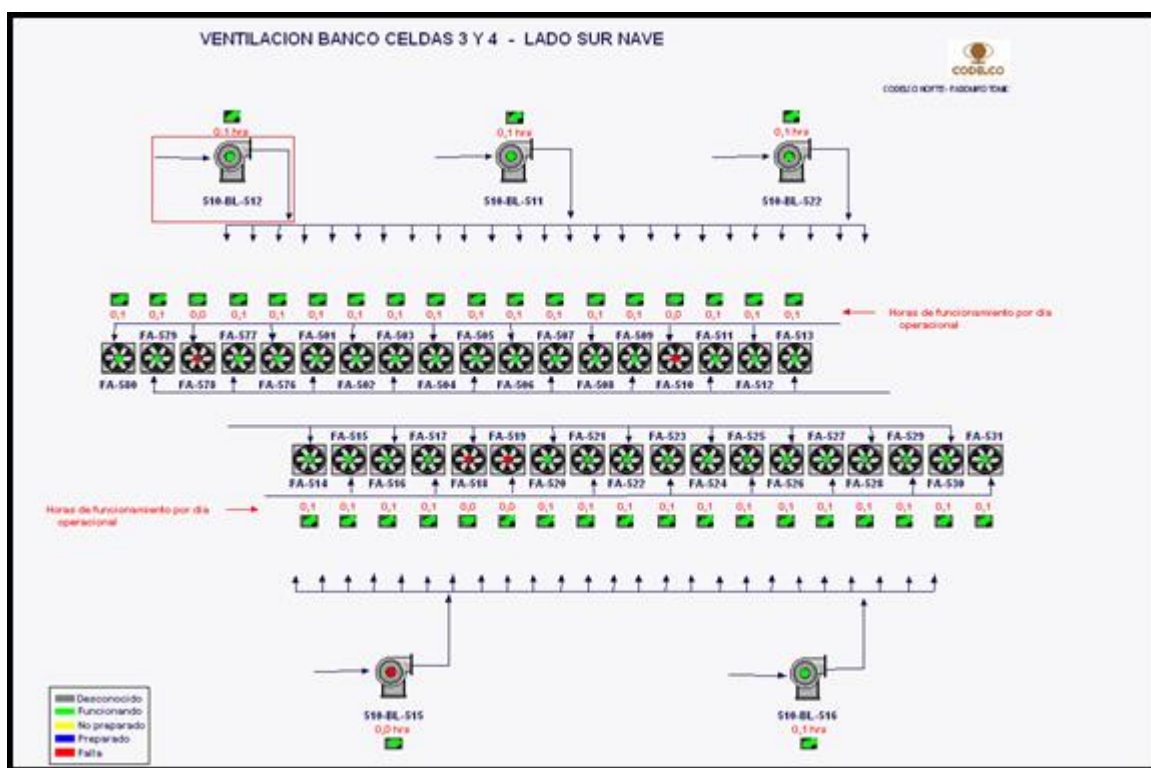 VENTILACION BANCO CELDAS 3 Y 4 - LADO SUR NAVE
CODELCO
CODELCO NORTE - RADOMIRO TOMIC
0,1 hra 0,1 hra 0,1 hra
510-BL-512 510-BL-511 510-BL-522
0,1 0,1 0,0 0,1 0,1 0,1 0,1 0,1 0,1 0,1 0,1 0,1 0,1 0,1 0,0 0,1 0,1 0,1
Horas de funcionamiento por dia
operacional
FA-579 FA-577 FA-501 FA-503 FA-505 FA-507 FA-509 FA-511 FA-513
FA-580 FA-578 FA-576 FA-502 FA-504 FA-506 FA-508 FA-510 FA-512
FA-515 FA-517 FA-519 FA-521 FA-523 FA-525 FA-527 FA-529 FA-531
FA-514 FA-516 FA-518 FA-520 FA-522 FA-524 FA-526 FA-528 FA-530
Horas de funcionamiento por dia
operacional
0,1 0,1 0,1 0,1 0,0 0,0 0,1 0,1 0,1 0,1 0,1 0,1 0,1 0,1 0,1 0,1 0,1 0,1
510-BL-515 510-BL-516
0,0 hra 0,1 hra
Desconocido
Funcionando
No preparado
Preparado
Falla